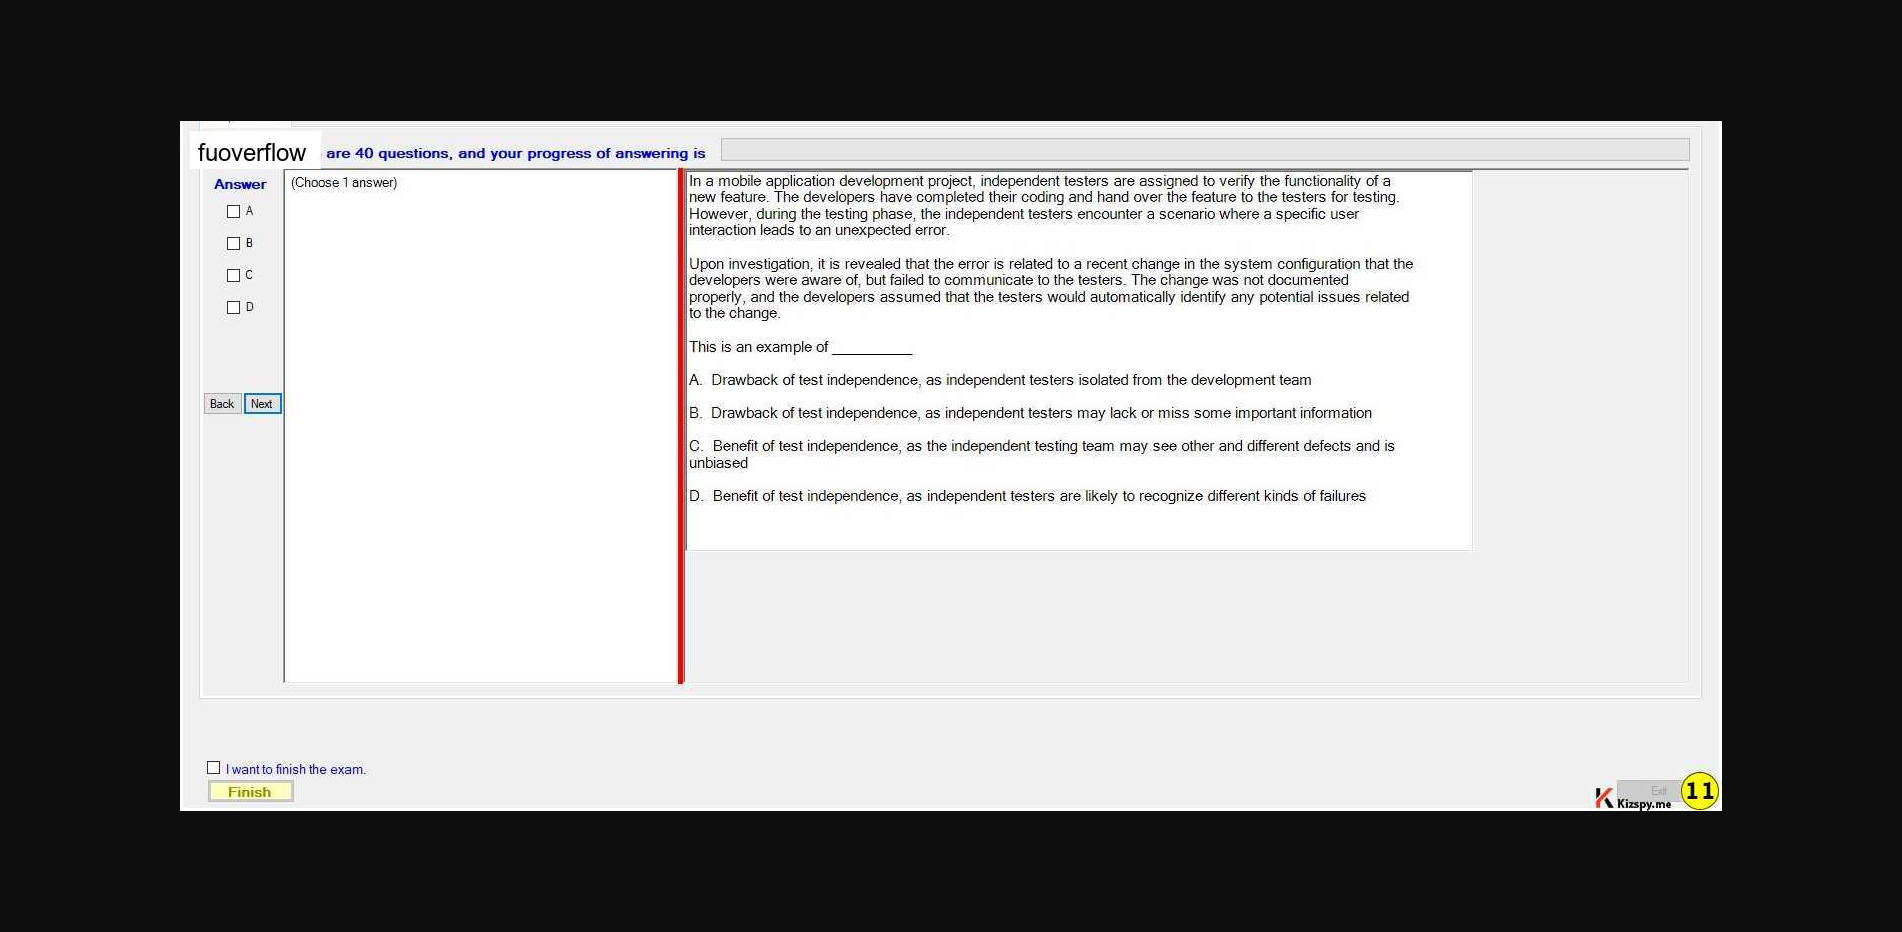 fuoverflow are 40 questions, and your progress of answering is
Answer
A
B
C
D
Back Next
(Choose 1 answer)
In a mobile application development project, independent testers are assigned to verify the functionality of a
new feature. The developers have completed their coding and hand over the feature to the testers for testing.
However, during the testing phase, the independent testers encounter a scenario where a specific user
interaction leads to an unexpected error.
Upon investigation, it is revealed that the error is related to a recent change in the system configuration that the
developers were aware of, but failed to communicate to the testers. The change was not documented
properly, and the developers assumed that the testers would automatically identify any potential issues related
to the change.
This is an example of __________
A. Drawback of test independence, as independent testers isolated from the development team
B. Drawback of test independence, as independent testers may lack or miss some important information
C. Benefit of test independence, as the independent testing team may see other and different defects and is
unbiased
D. Benefit of test independence, as independent testers are likely to recognize different kinds of failures
I want to finish the exam.
Finish
Exit
Kizspy.me
11